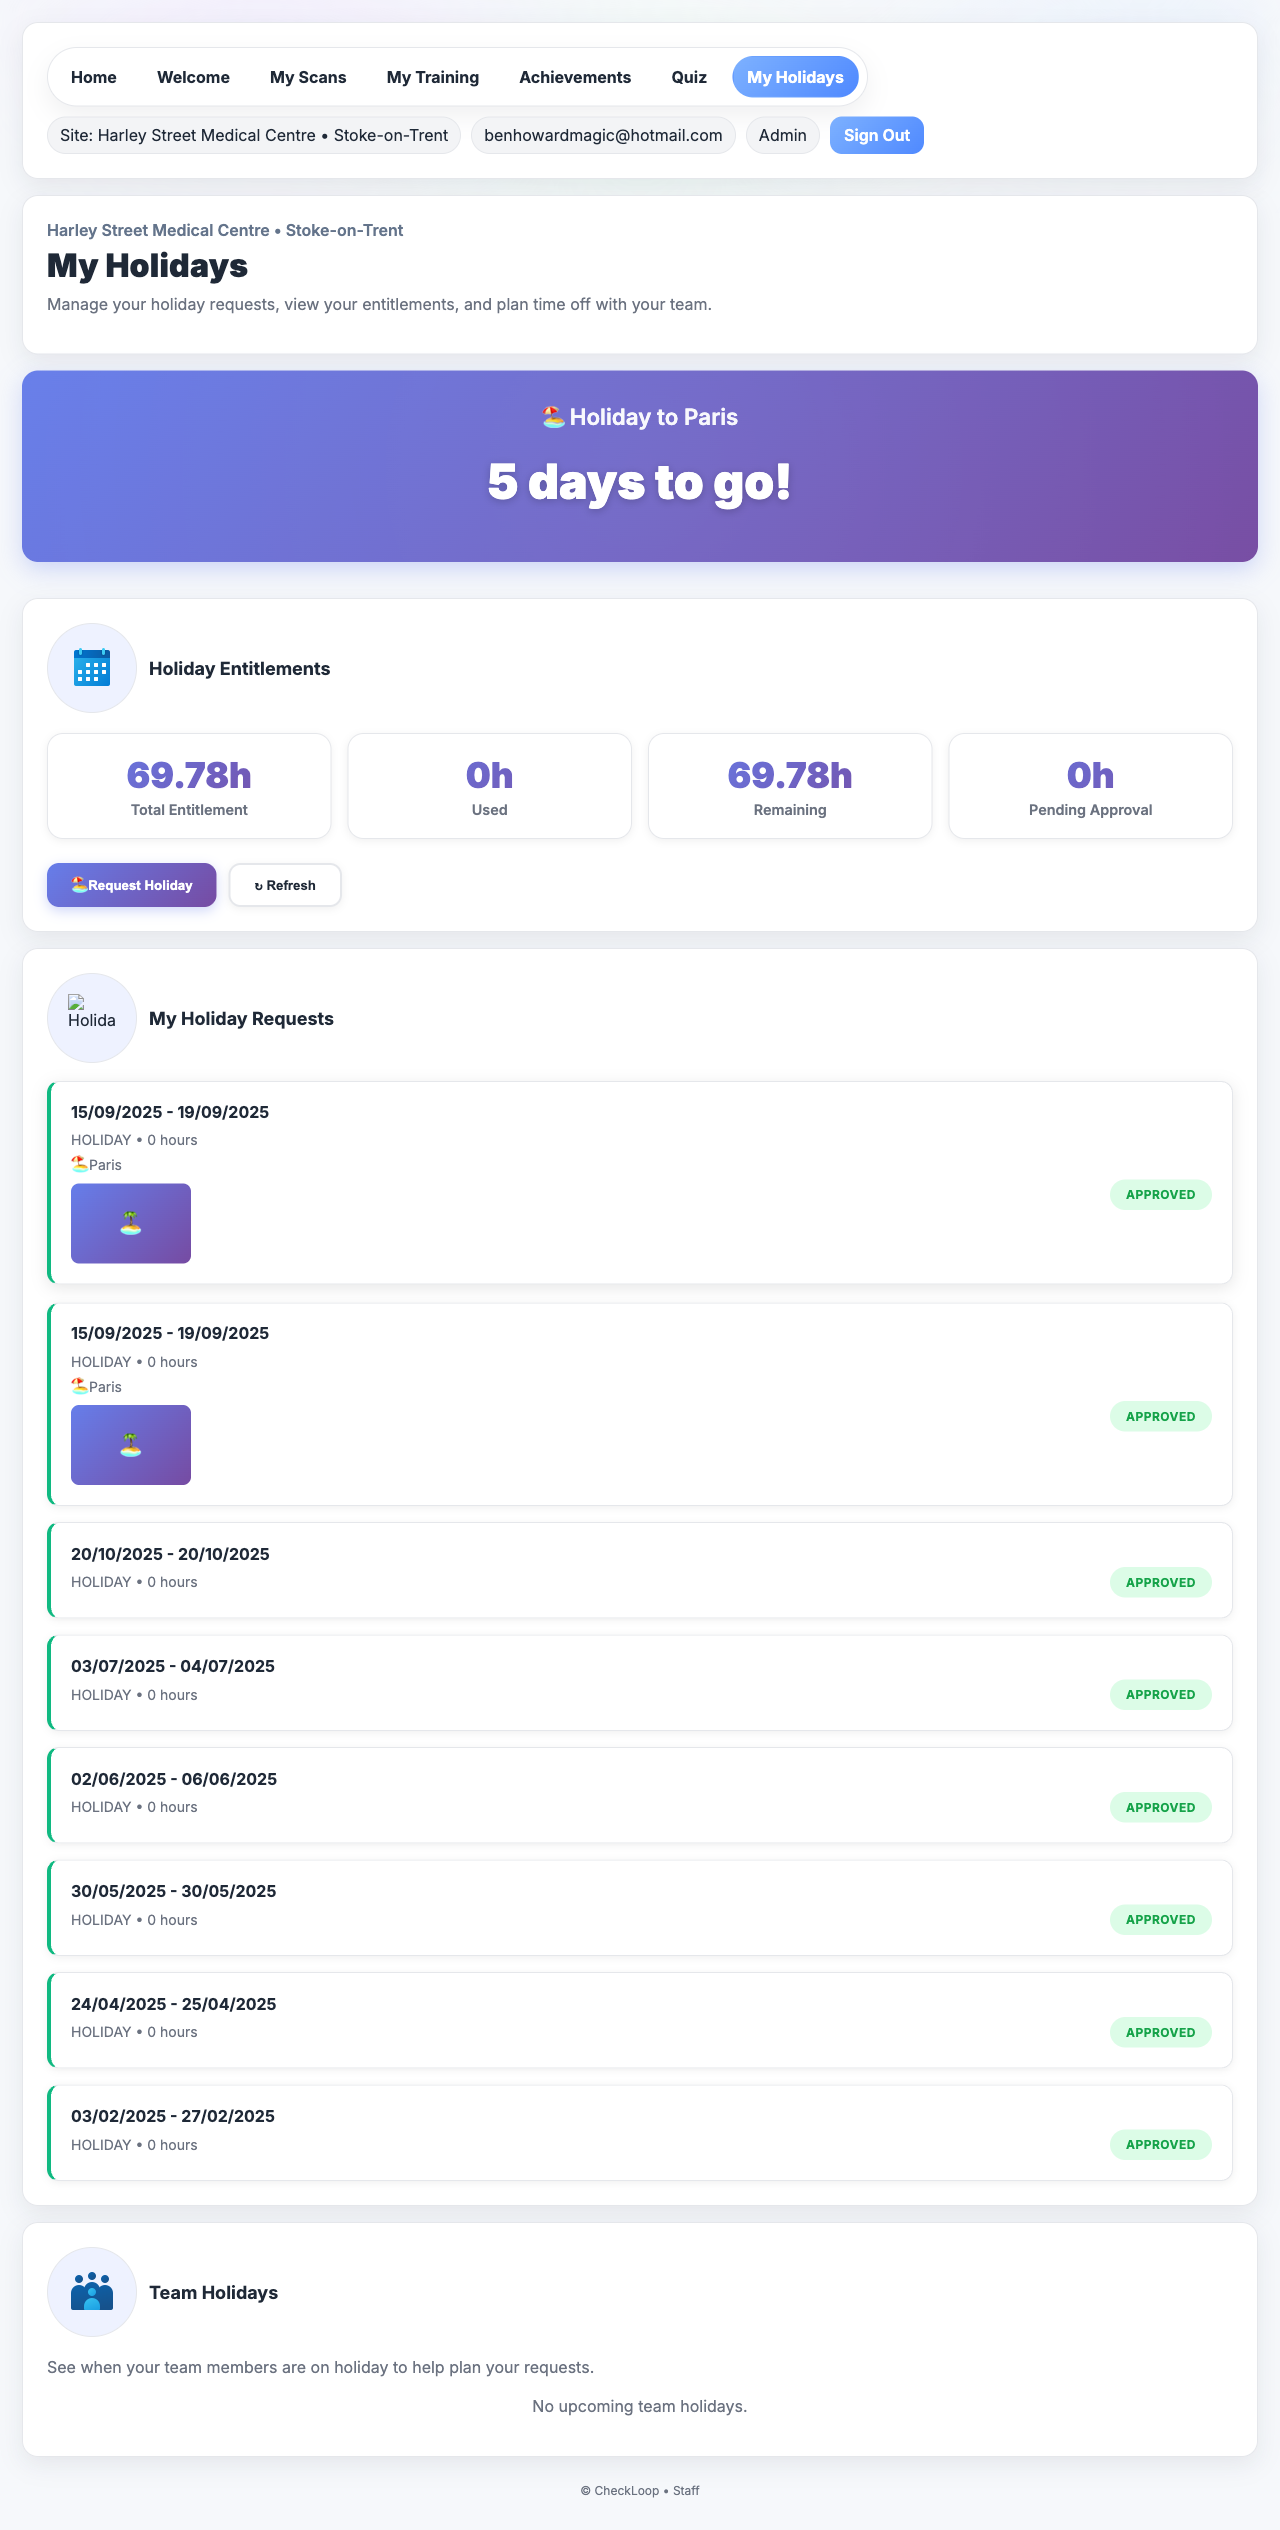 Home Welcome My Scans My Training Achievements Quiz My Holidays
Site: Harley Street Medical Centre • Stoke-on-Trent benhowardmagic@hotmail.com Admin Sign Out
Harley Street Medical Centre • Stoke-on-Trent
My Holidays
Manage your holiday requests, view your entitlements, and plan time off with your team.
🏖️Holiday to Paris
5 days to go!
Holiday Entitlements
69.78h 0h 69.78h 0h
Total Entitlement Used Remaining Pending Approval
🏖️Request Holiday ↻ Refresh
Holida
My Holiday Requests
15/09/2025 - 19/09/2025
HOLIDAY • 0 hours
🏖️Paris
APPROVED
15/09/2025 - 19/09/2025
HOLIDAY • 0 hours
🏖️Paris
APPROVED
20/10/2025 - 20/10/2025
HOLIDAY • 0 hours
APPROVED
03/07/2025 - 04/07/2025
HOLIDAY • 0 hours
APPROVED
02/06/2025 - 06/06/2025
HOLIDAY • 0 hours
APPROVED
30/05/2025 - 30/05/2025
HOLIDAY • 0 hours
APPROVED
24/04/2025 - 25/04/2025
HOLIDAY • 0 hours
APPROVED
03/02/2025 - 27/02/2025
HOLIDAY • 0 hours
APPROVED
Team Holidays
See when your team members are on holiday to help plan your requests.
No upcoming team holidays.
© CheckLoop • Staff